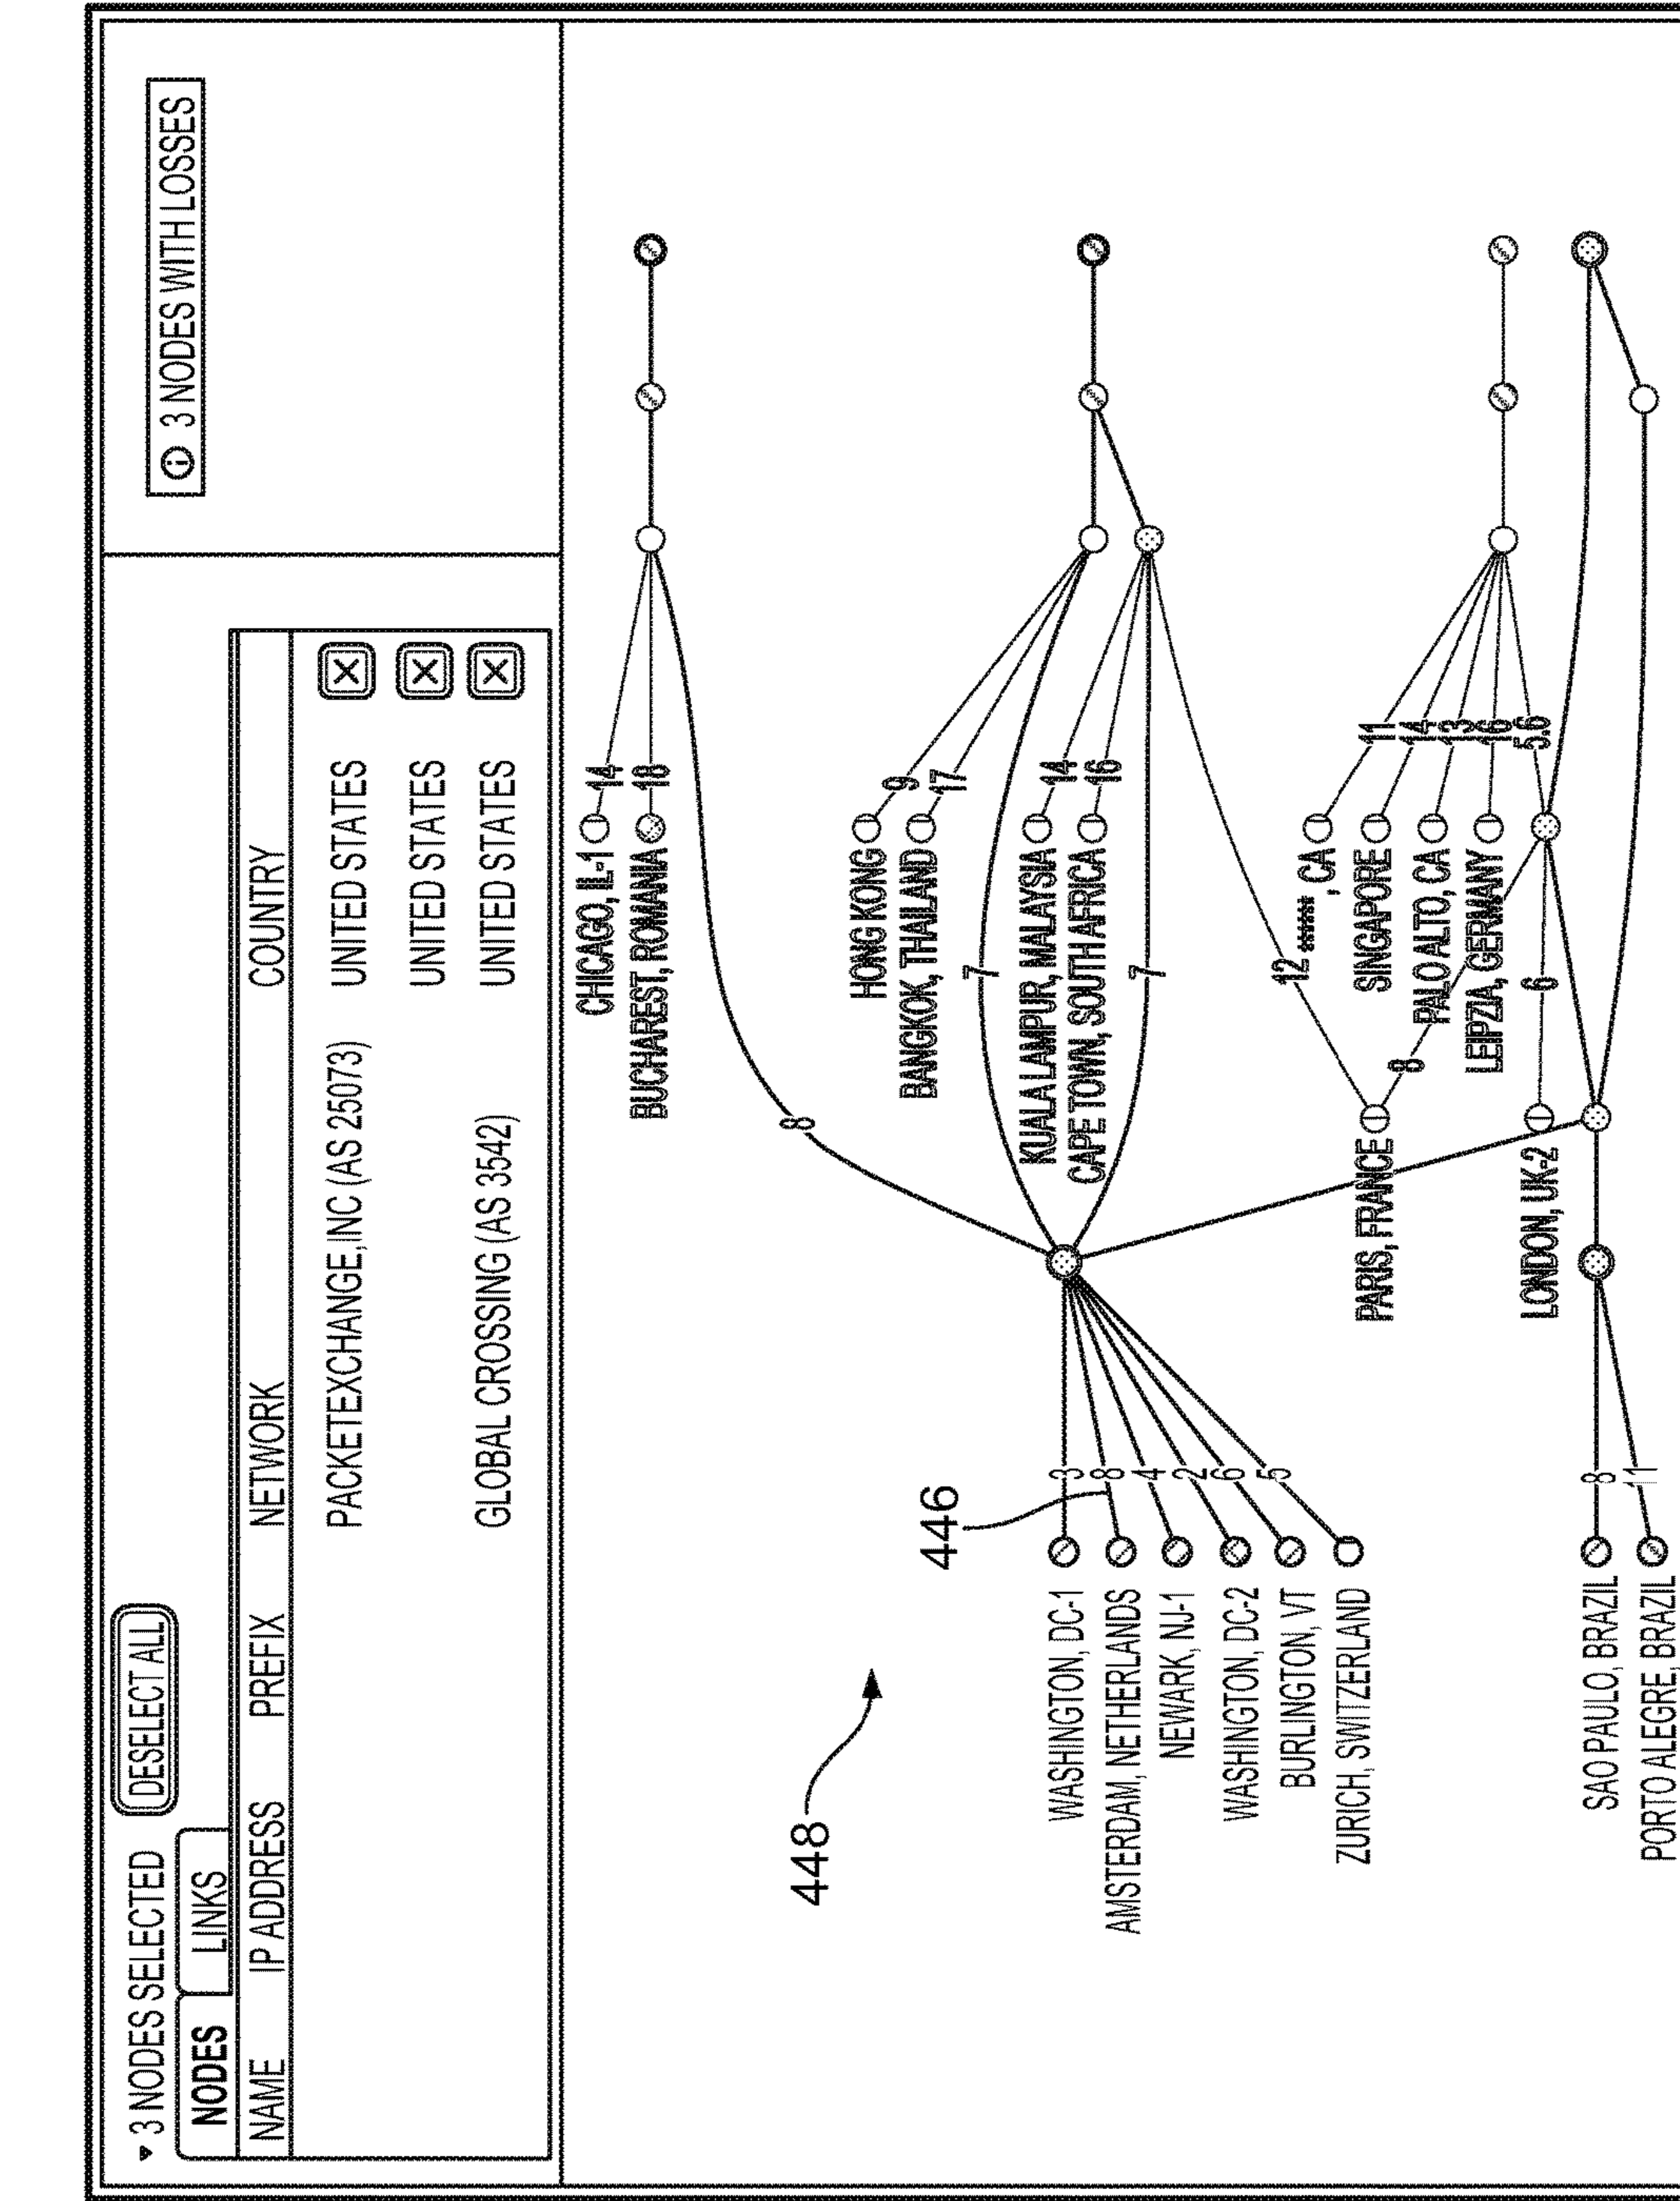 3 NODES SELECTED DESELECT ALL
3 NODES WITH LOSSES
NODES LINKS
NAME IP ADDRESS PREFIX NETWORK COUNTRY
PACKETEXCHANGE,INC (AS 25073) UNITED STATES
UNITED STATES
GLOBAL CROSSING (AS 3542) UNITED STATES
CHICAGO, IL-1 14
BUCHAREST, ROMANIA 18
8
448
HONG KONG 9
BANGKOK, THAILAND 17
446
7
KUALA LAMPUR, MALAYSIA 14
CAPE TOWN, SOUTH AFRICA 16
7
WASHINGTON, DC-1 3
AMSTERDAM, NETHERLANDS 8
NEWARK, NJ-1 4
WASHINGTON, DC-2 2
BURLINGTON, VT 6
ZURICH, SWITZERLAND 5
12
****** , CA 11
PARIS, FRANCE 8
SINGAPORE 14
PALO ALTO, CA 13
LEIPZIA, GERMANY 16
5.6
LONDON, UK-2 6
SAO PAULO, BRAZIL 8
PORTO ALEGRE, BRAZIL 11